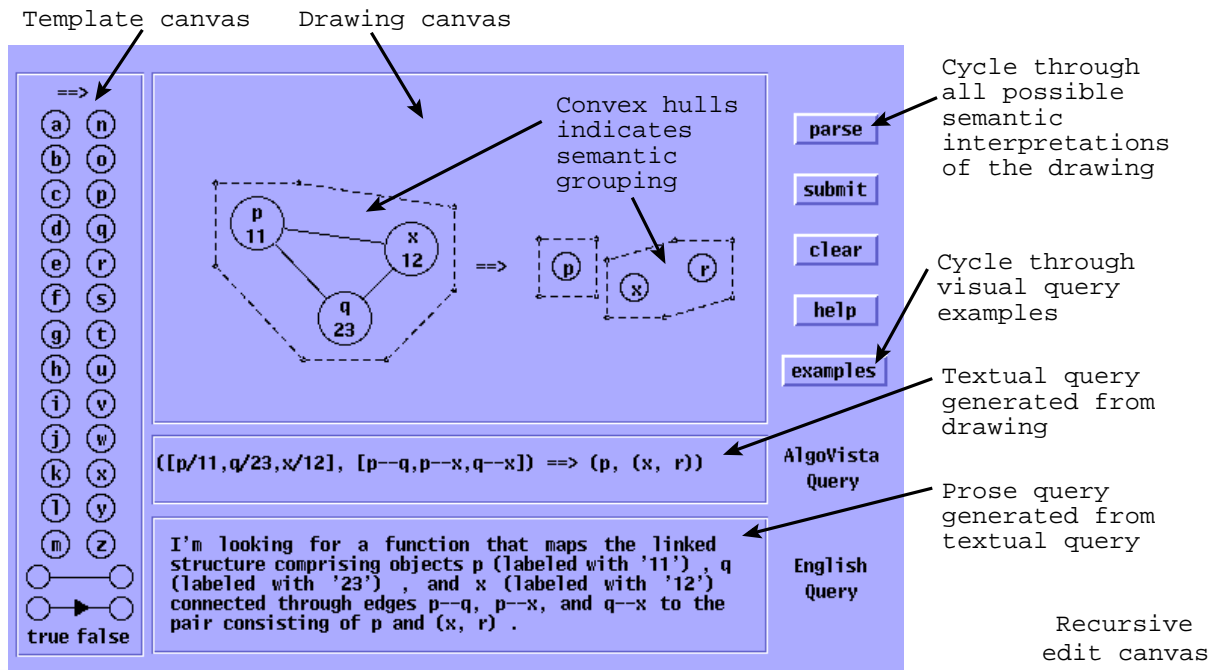 Template canvas
Drawing canvas
==>
a n
b o
c p
d q
e r
f s
g t
h u
i v
j w
k x
l y
m z
true false
p
11
x
12
q
23
==>
p
x
r
Convex hulls
indicates
semantic
grouping
parse
submit
clear
help
examples
Cycle through
all possible
semantic
interpretations
of the drawing
Cycle through
visual query
examples
([p/11,q/23,x/12], [p--q,p--x,q--x]) ==> (p, (x, r))
AlgoVista
Query
Textual query
generated from
drawing
I'm looking for a function that maps the linked
structure comprising objects p (labeled with '11') , q
(labeled with '23') , and x (labeled with '12')
connected through edges p--q, p--x, and q--x to the
pair consisting of p and (x, r) .
English
Query
Prose query
generated from
textual query
Recursive
edit canvas